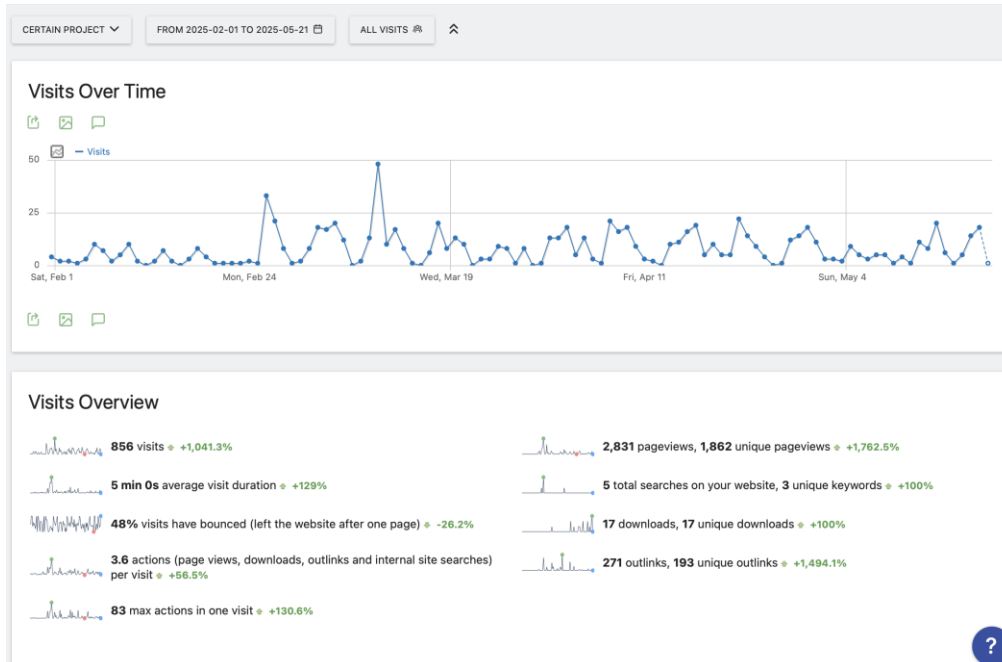 CERTAIN PROJECT
FROM 2025-02-01 TO 2025-05-21
ALL VISITS
Visits Over Time
Visits
50
25
0
Sat, Feb 1
Mon, Feb 24
Wed, Mar 19
Fri, Apr 11
Sun, May 4
Visits Overview
856 visits +1,041.3%
5 min 0s average visit duration +129%
48% visits have bounced (left the website after one page) -26.2%
3.6 actions (page views, downloads, outlinks and internal site searches)
per visit +56.5%
83 max actions in one visit +130.6%
2,831 pageviews, 1,862 unique pageviews +1,762.5%
5 total searches on your website, 3 unique keywords +100%
17 downloads, 17 unique downloads +100%
271 outlinks, 193 unique outlinks +1,494.1%
?